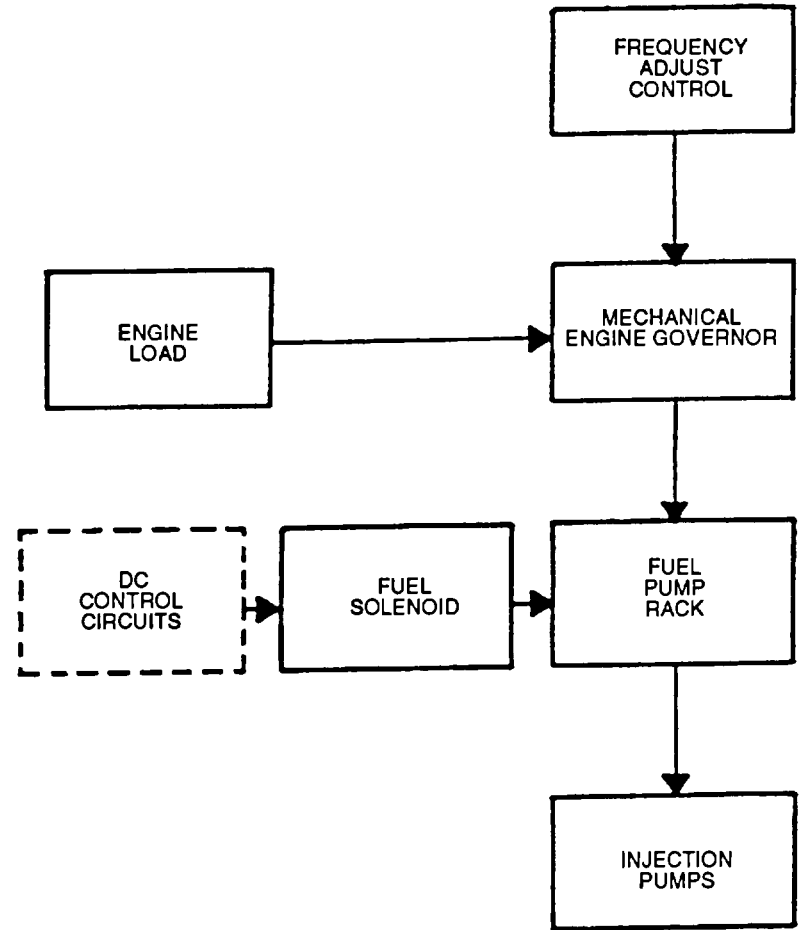 FREQUENCY
ADJUST
CONTROL
ENGINE
LOAD
MECHANICAL
ENGINE GOVERNOR
DC
CONTROL
CIRCUITS
FUEL
SOLENOID
FUEL
PUMP
RACK
INJECTION
PUMPS